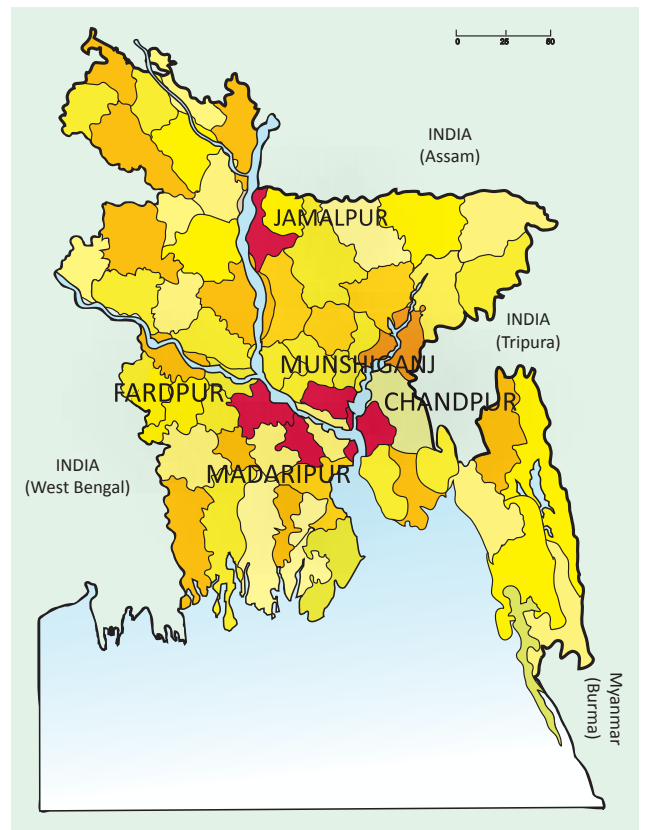 0 25 50
INDIA
(Assam)
JAMALPUR
INDIA
(Tripura)
MUNSHIGANJ
FARDPUR
CHANDPUR
INDIA
(West Bengal)
MADARIPUR
Myanmar
(Burma)